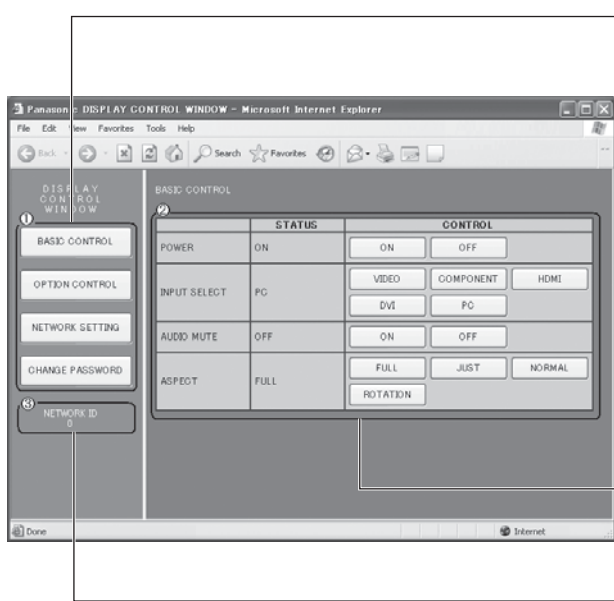 Panasonic DISPLAY CONTROL WINDOW - Microsoft Internet Explorer
File Edit View Favorites Tools Help
Back Search Favorites
DISPLAY
CONTROL
WINDOW
①
BASIC CONTROL
OPTION CONTROL
NETWORK SETTING
CHANGE PASSWORD
③
NETWORK ID
0
BASIC CONTROL
②
STATUS CONTROL
POWER ON ON OFF
INPUT SELECT PC VIDEO COMPONENT HDMI
DVI PC
AUDIO MUTE OFF ON OFF
ASPECT FULL FULL JUST NORMAL
ROTATION
Done Internet